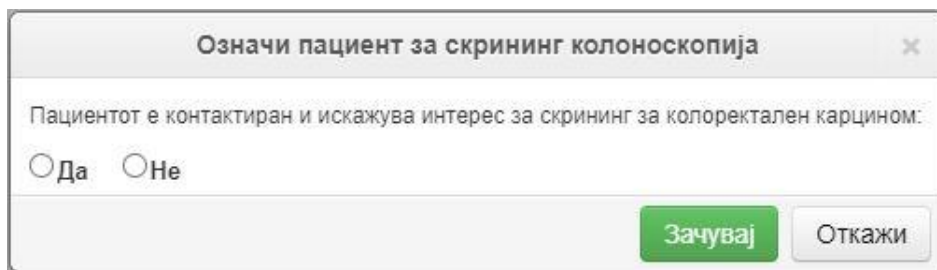 Означи пациент за скрининг колоноскопија ×
Пациентот е контактиран и искажува интерес за скрининг за колоректален карцином:
Да Не
Зачувај Откажи